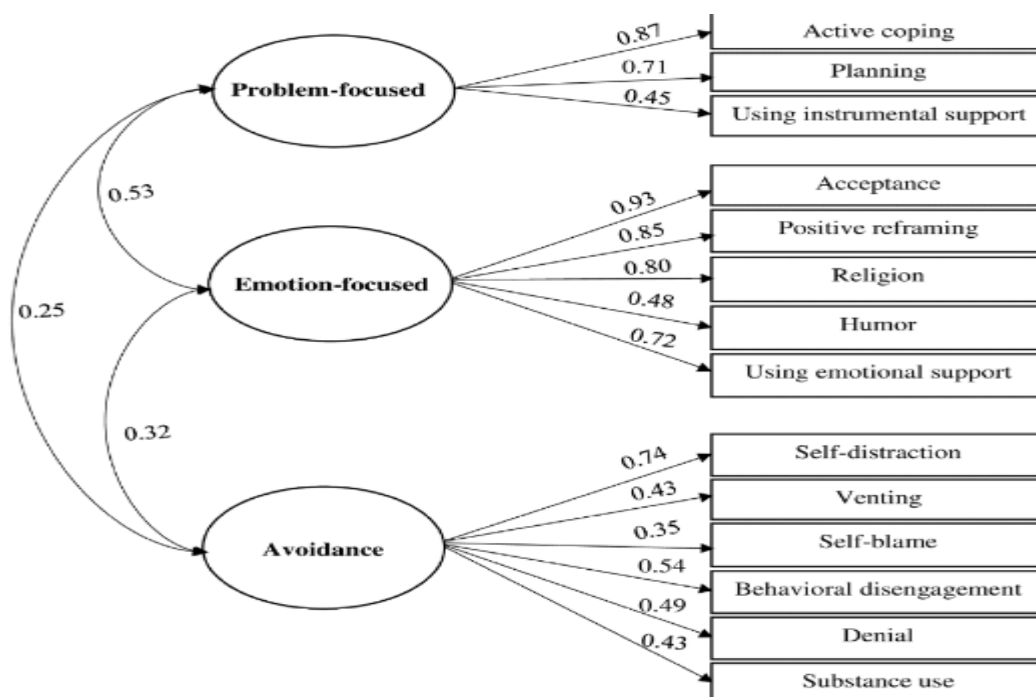 Problem-focused
0.87
Active coping
0.71
Planning
0.45
Using instrumental support
0.53
Emotion-focused
0.93
Acceptance
0.85
Positive reframing
0.80
Religion
0.48
Humor
0.72
Using emotional support
0.25
0.32
Avoidance
0.74
Self-distraction
0.43
Venting
0.35
Self-blame
0.54
Behavioral disengagement
0.49
Denial
0.43
Substance use